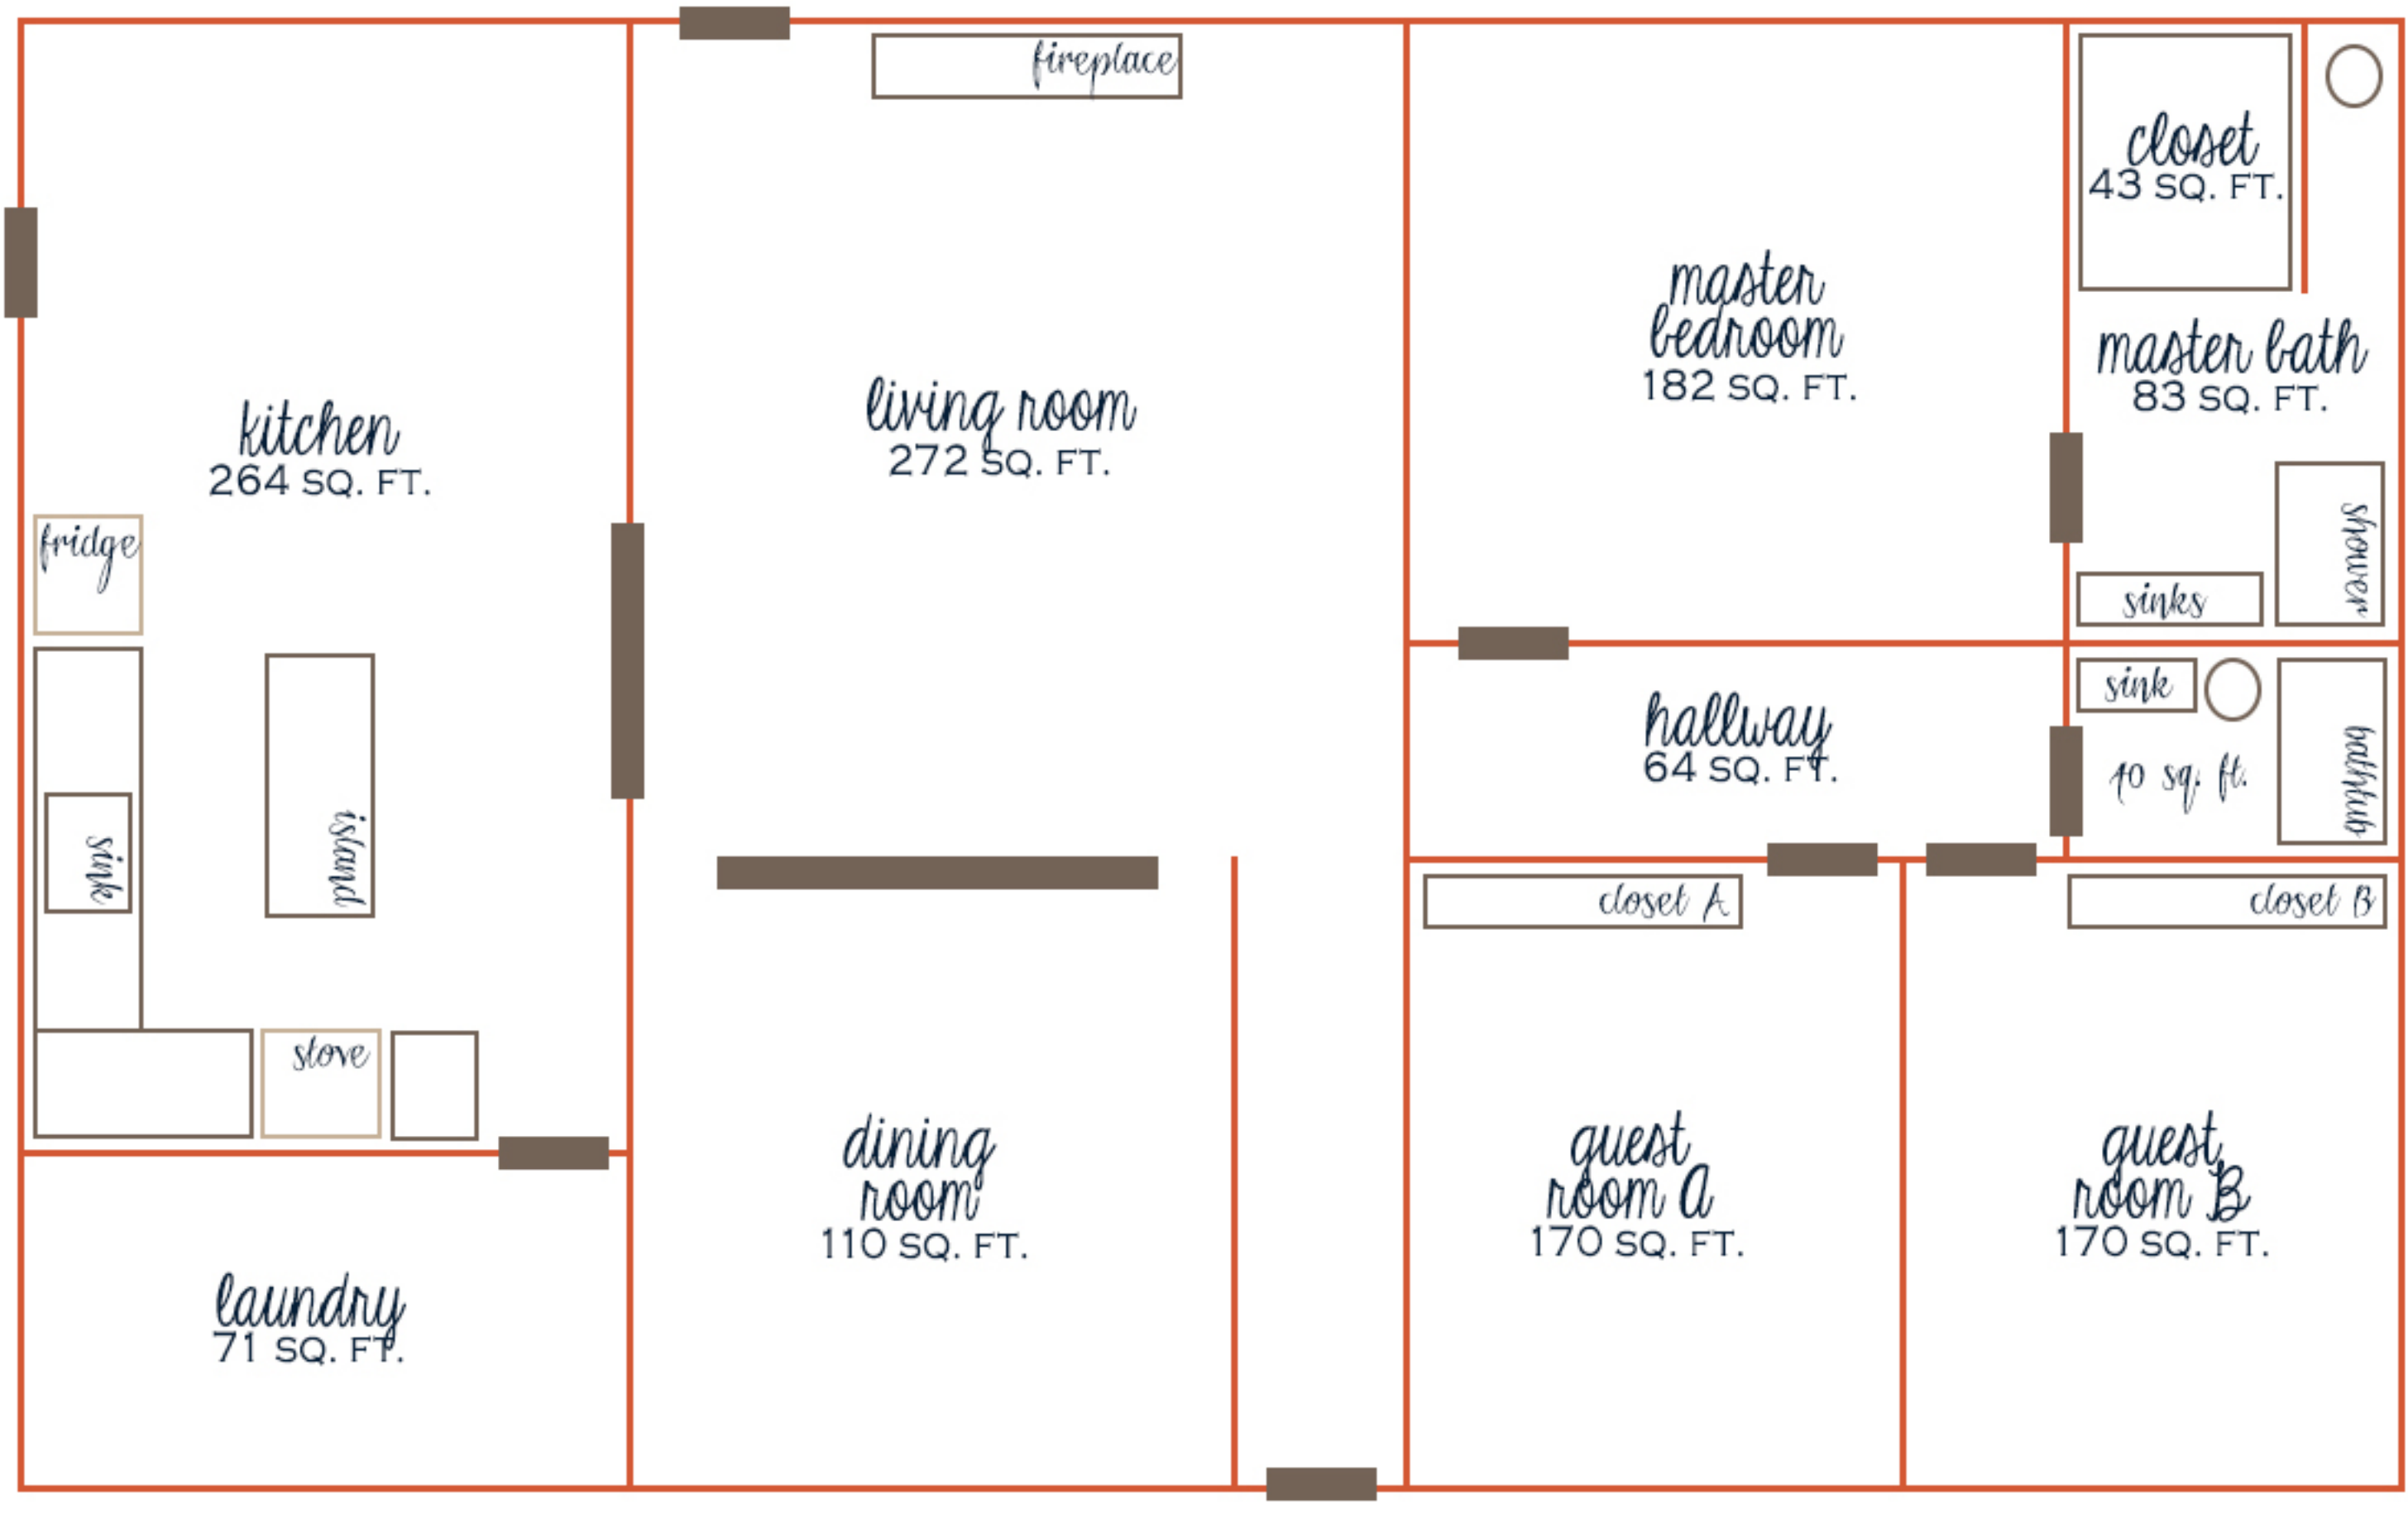 fireplace
closet
43 SQ. FT.
master
bedroom
182 SQ. FT.
master bath
83 SQ. FT.
living room
272 SQ. FT.
kitchen
264 SQ. FT.
fridge
shower
sinks
sink
bathtub
40 sq. ft.
hallway
64 SQ. FT.
island
sink
closet A
closet B
stove
dining
room
110 SQ. FT.
guest
room A
170 SQ. FT.
guest
room B
170 SQ. FT.
laundry
71 SQ. FT.